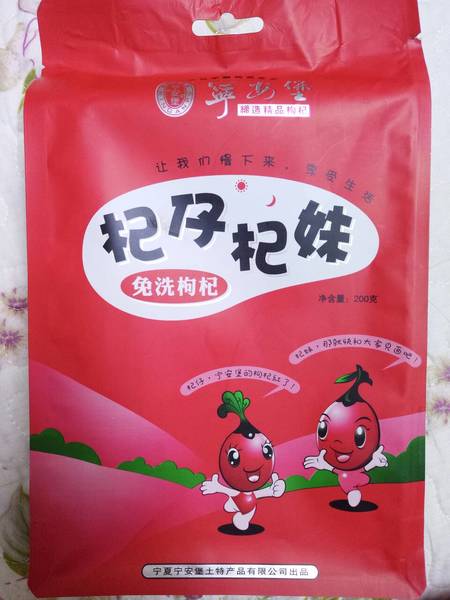 寧安堡
臻选精品枸杞
让我们慢下来，享受生活
杞仔杞妹
免洗枸杞
净含量：200克
杞妹，那就快和大家见面吧！
杞仔，宁安堡的枸杞红了！
宁夏宁安堡土特产品有限公司出品